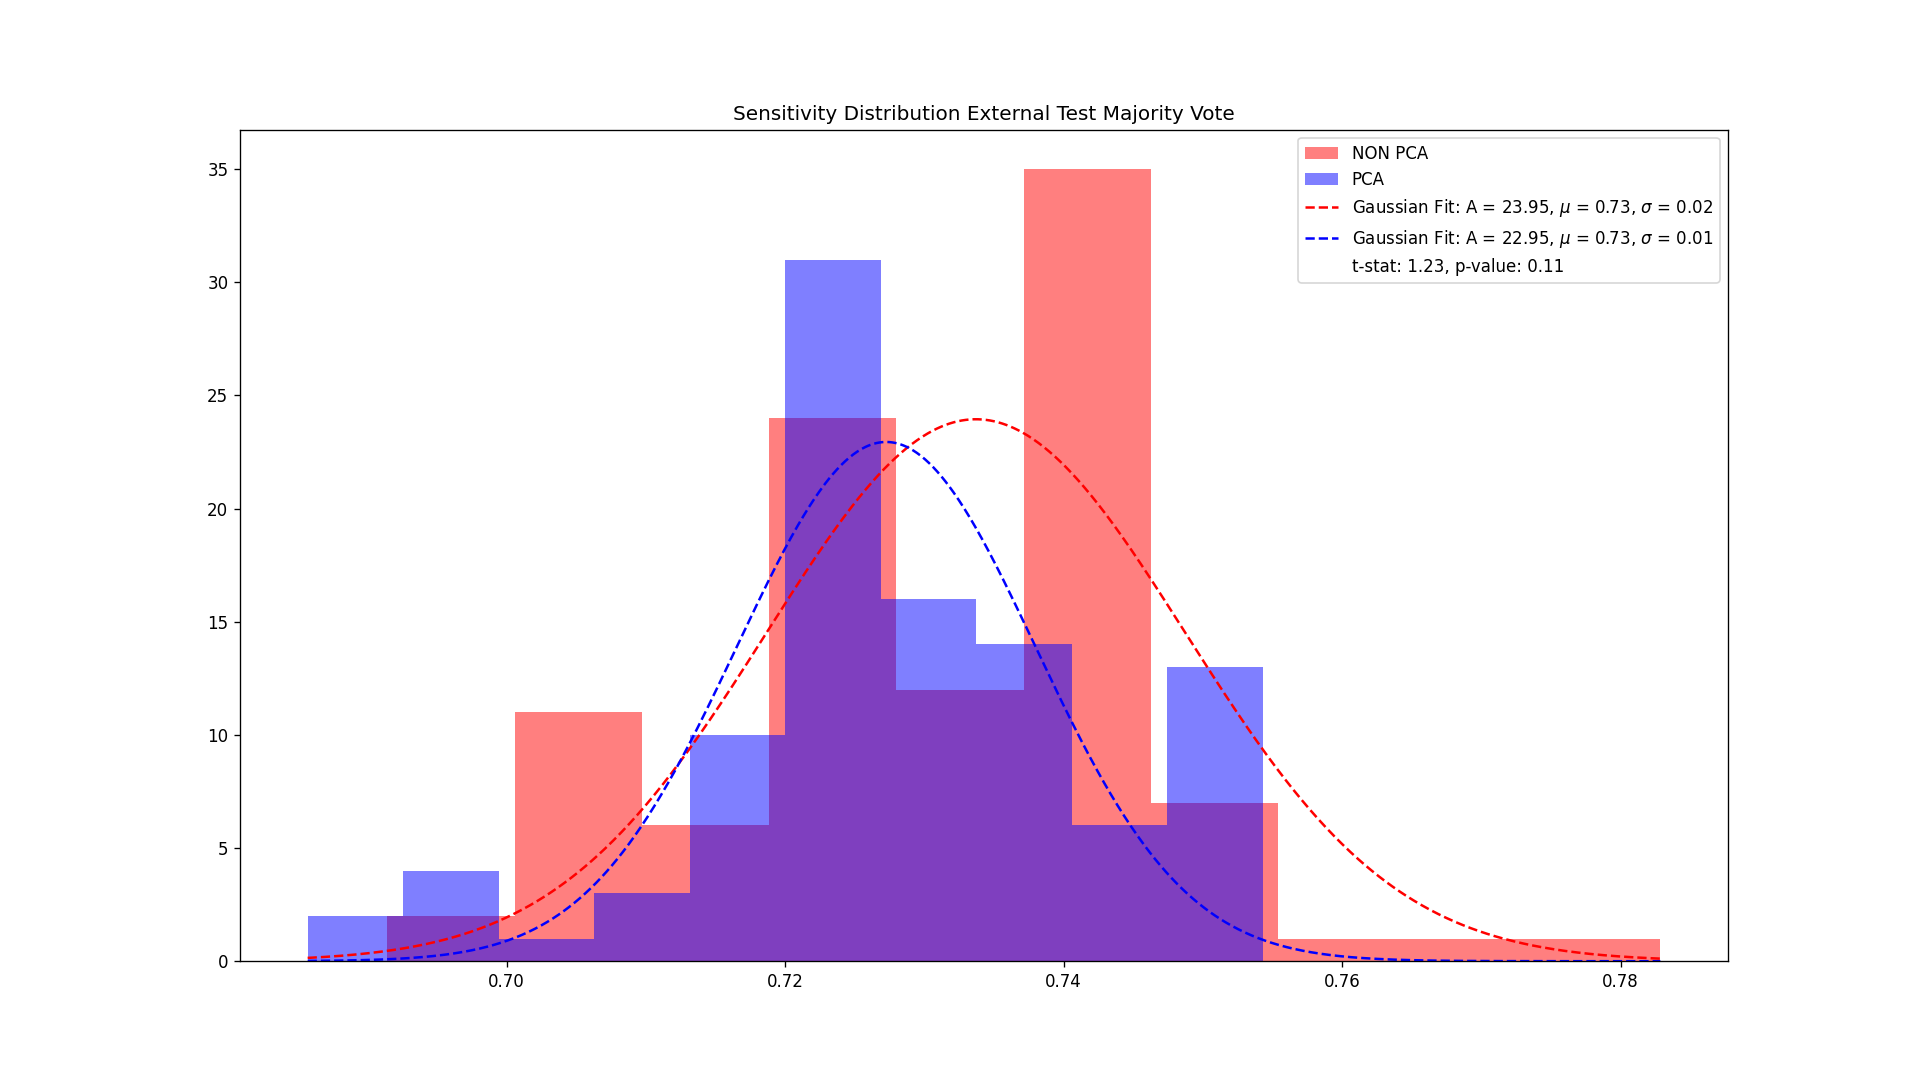 Sensitivity Distribution External Test Majority Vote
NON PCA
PCA
Gaussian Fit: A = 23.95, μ = 0.73, σ = 0.02
Gaussian Fit: A = 22.95, μ = 0.73, σ = 0.01
t-stat: 1.23, p-value: 0.11
35
30
25
20
15
10
5
0
0.70 0.72 0.74 0.76 0.78